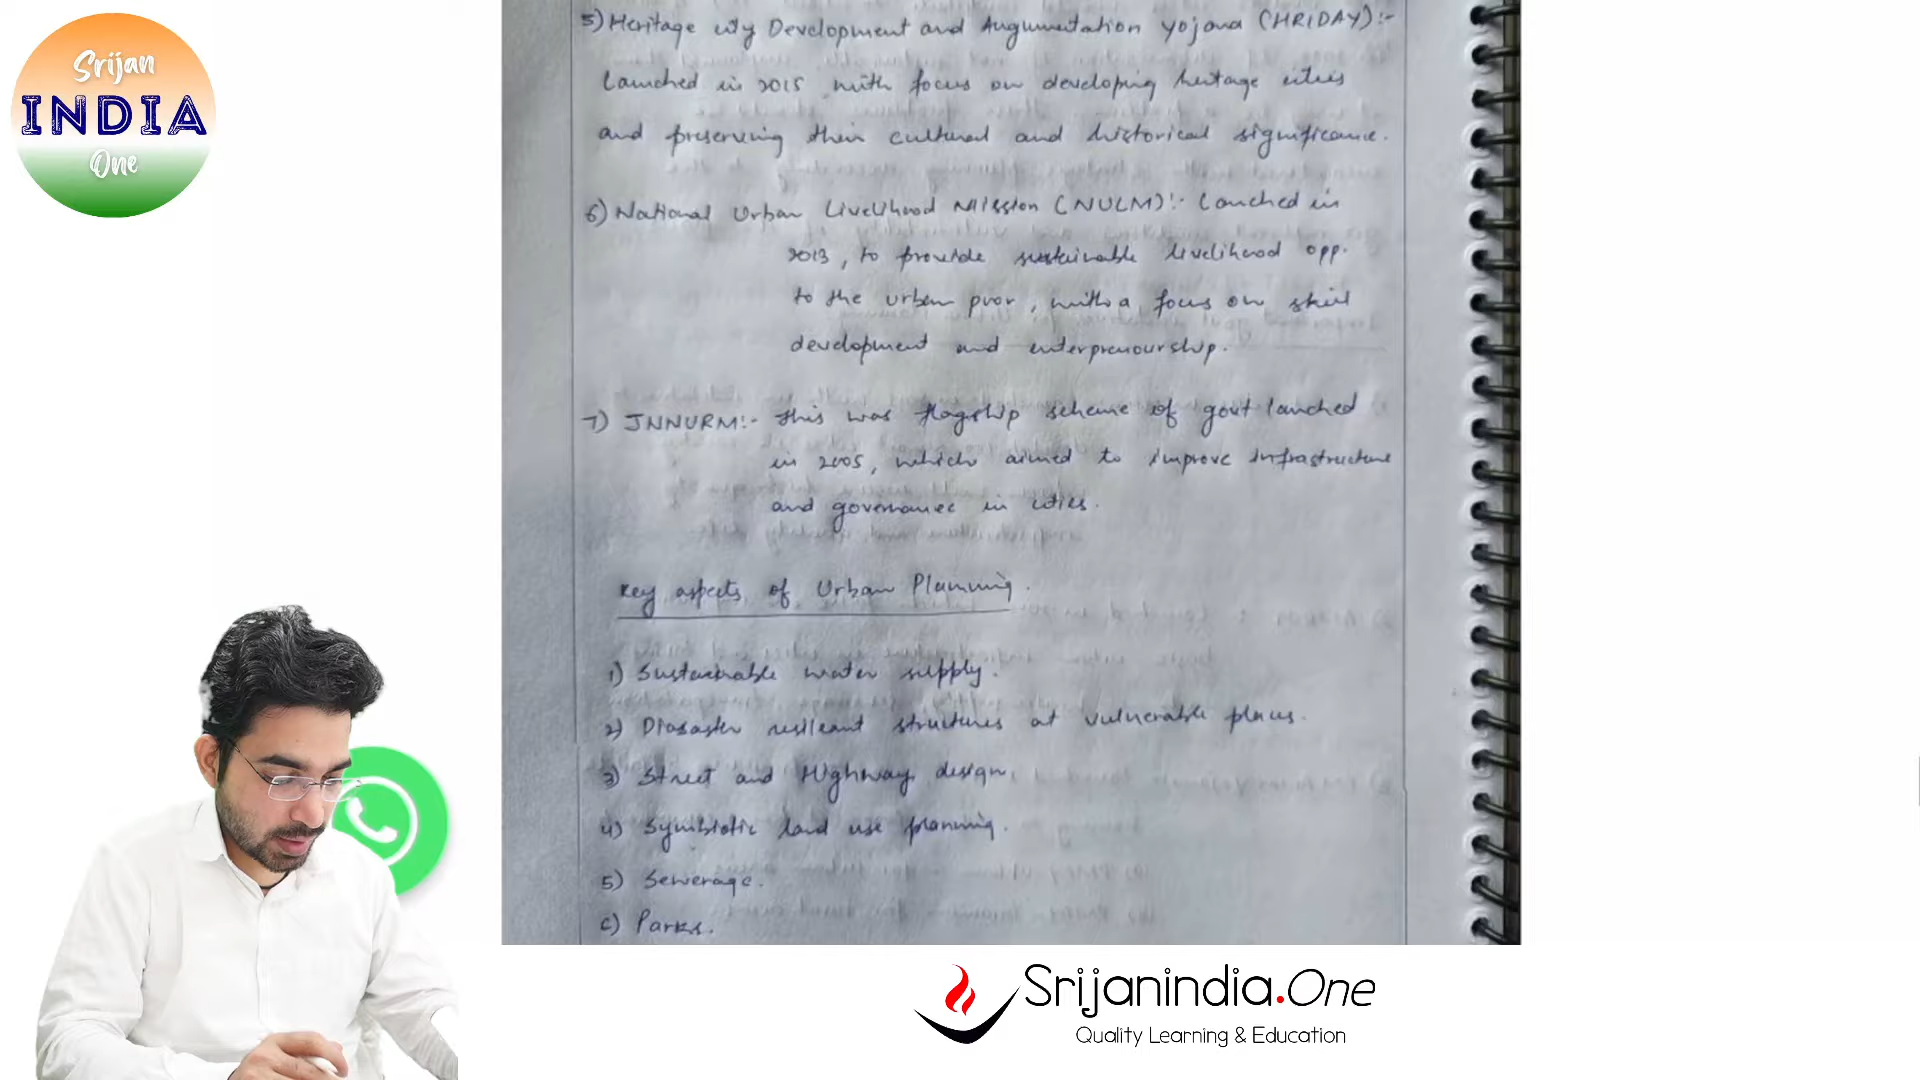 Srijan
INDIA
One
5) Heritage city Development and Augumentation Yojana (HRIDAY):-
Launched in 2015 with focus on developing heritage cities
and preserving their cultural and historical significance.
6) National Urban Livelihood Mission (NULM):- Launched in
2013, to provide sustainable livelihood opp.
to the urban poor, with a focus on skill
development and enterpreneurship.
7) JNNURM:- This was flagship scheme of govt launched
in 2005, which aimed to improve infrastructure
and governance in cities.
Key aspects of Urban Planning.
1) Sustainable water supply.
2) Disaster resileant structures at vulnerable places.
3) Street and Highway design.
4) Symbiotic land use planning.
5) Sewerage.
6) Parks.
Srijanindia.One
Quality Learning & Education